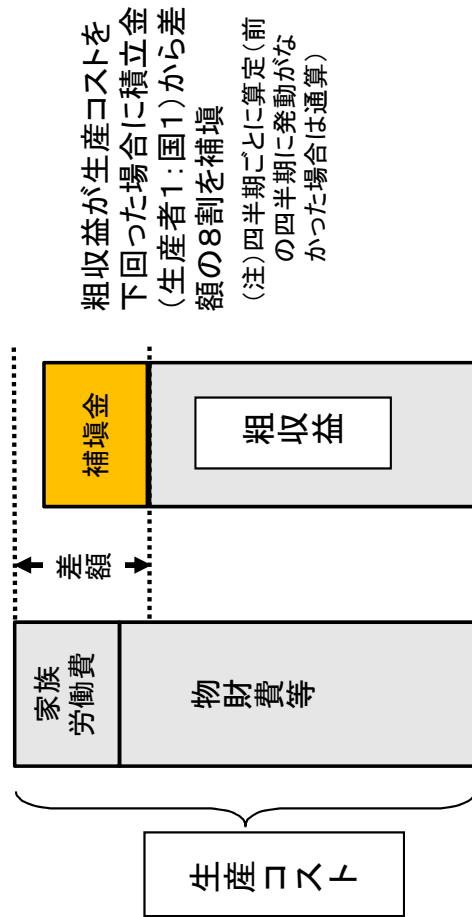 生産コスト
家族
労働費
物財費等
差額
補塡金
粗収益
粗収益が生産コストを
下回った場合に積立金
(生産者1:国1)から差
額の8割を補塡
(注)四半期ごとに算定(前
の四半期に発動がな
かった場合は通算)